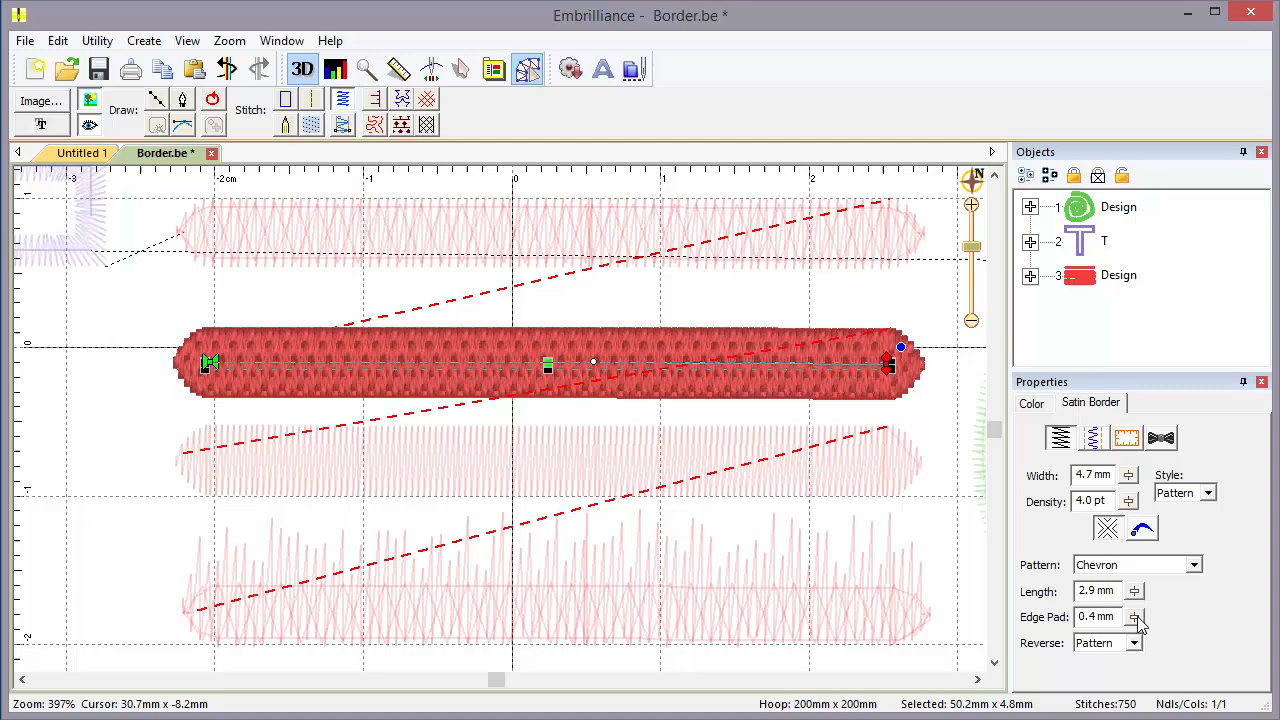 Embrilliance - Border.be *
File Edit Utility Create View Zoom Window Help
3D
Image... Draw: Stitch:
Untitled 1 Border.be *
-3 -2cm -1 0 1 2
N
0
-1
-2
Objects
1 Design
2 T
3 Design
Properties
Color Satin Border
Width: 4.7 mm Style:
Density: 4.0 pt Pattern
Pattern: Chevron
Length: 2.9 mm
Edge Pad: 0.4 mm
Reverse: Pattern
Zoom: 397% Cursor: 30.7mm x -8.2mm Hoop: 200mm x 200mm Selected: 50.2mm x 4.8mm Stitches:750 Ndls/Cols: 1/1